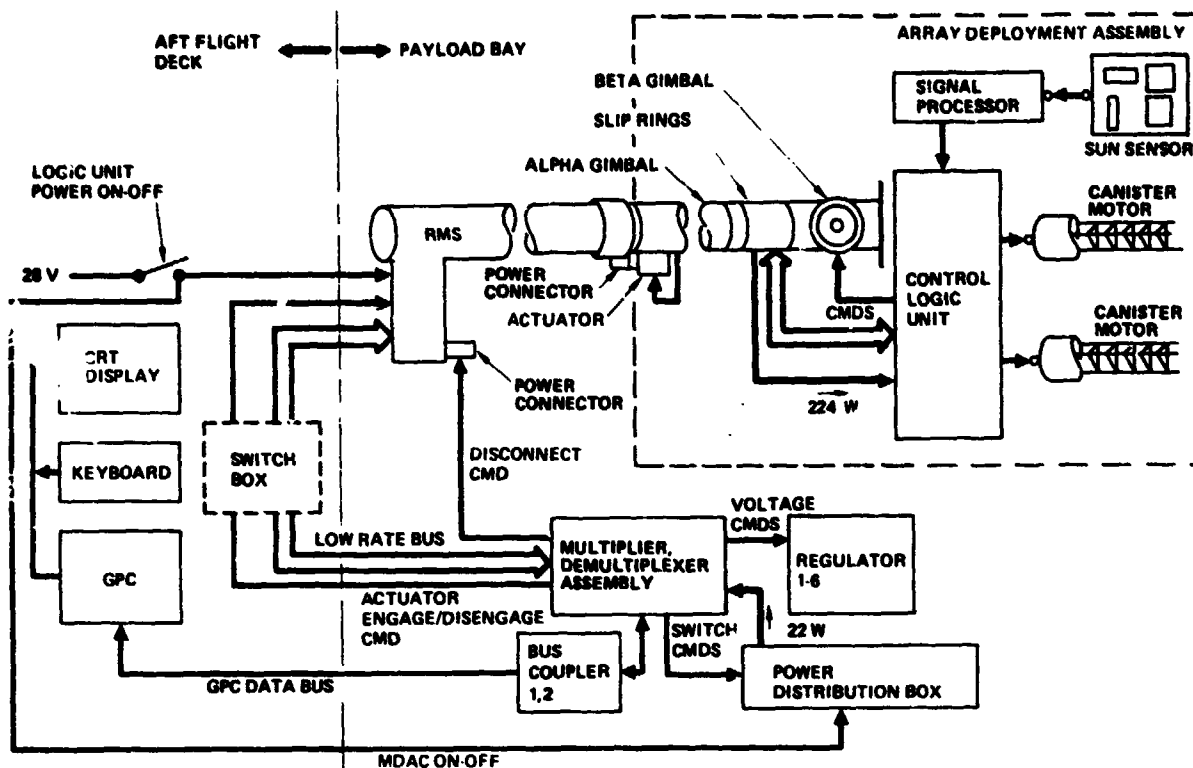 AFT FLIGHT
DECK
PAYLOAD BAY
ARRAY DEPLOYMENT ASSEMBLY
BETA GIMBAL
SLIP RINGS
ALPHA GIMBAL
SIGNAL
PROCESSOR
SUN SENSOR
LOGIC UNIT
POWER ON-OFF
RMS
CANISTER
MOTOR
28 V
POWER
CONNECTOR
ACTUATOR
CMDS
CONTROL
LOGIC
UNIT
CANISTER
MOTOR
CRT
DISPLAY
POWER
CONNECTOR
224 W
KEYBOARD
SWITCH
BOX
DISCONNECT
CMD
LOW RATE BUS
VOLTAGE
CMDS
GPC
MULTIPLIER,
DEMULTIPLEXER
ASSEMBLY
REGULATOR
1-6
ACTUATOR
ENGAGE/DISENGAGE
CMD
SWITCH
CMDS
22 W
BUS
COUPLER
1,2
POWER
DISTRIBUTION BOX
GPC DATA BUS
MDAC ON-OFF